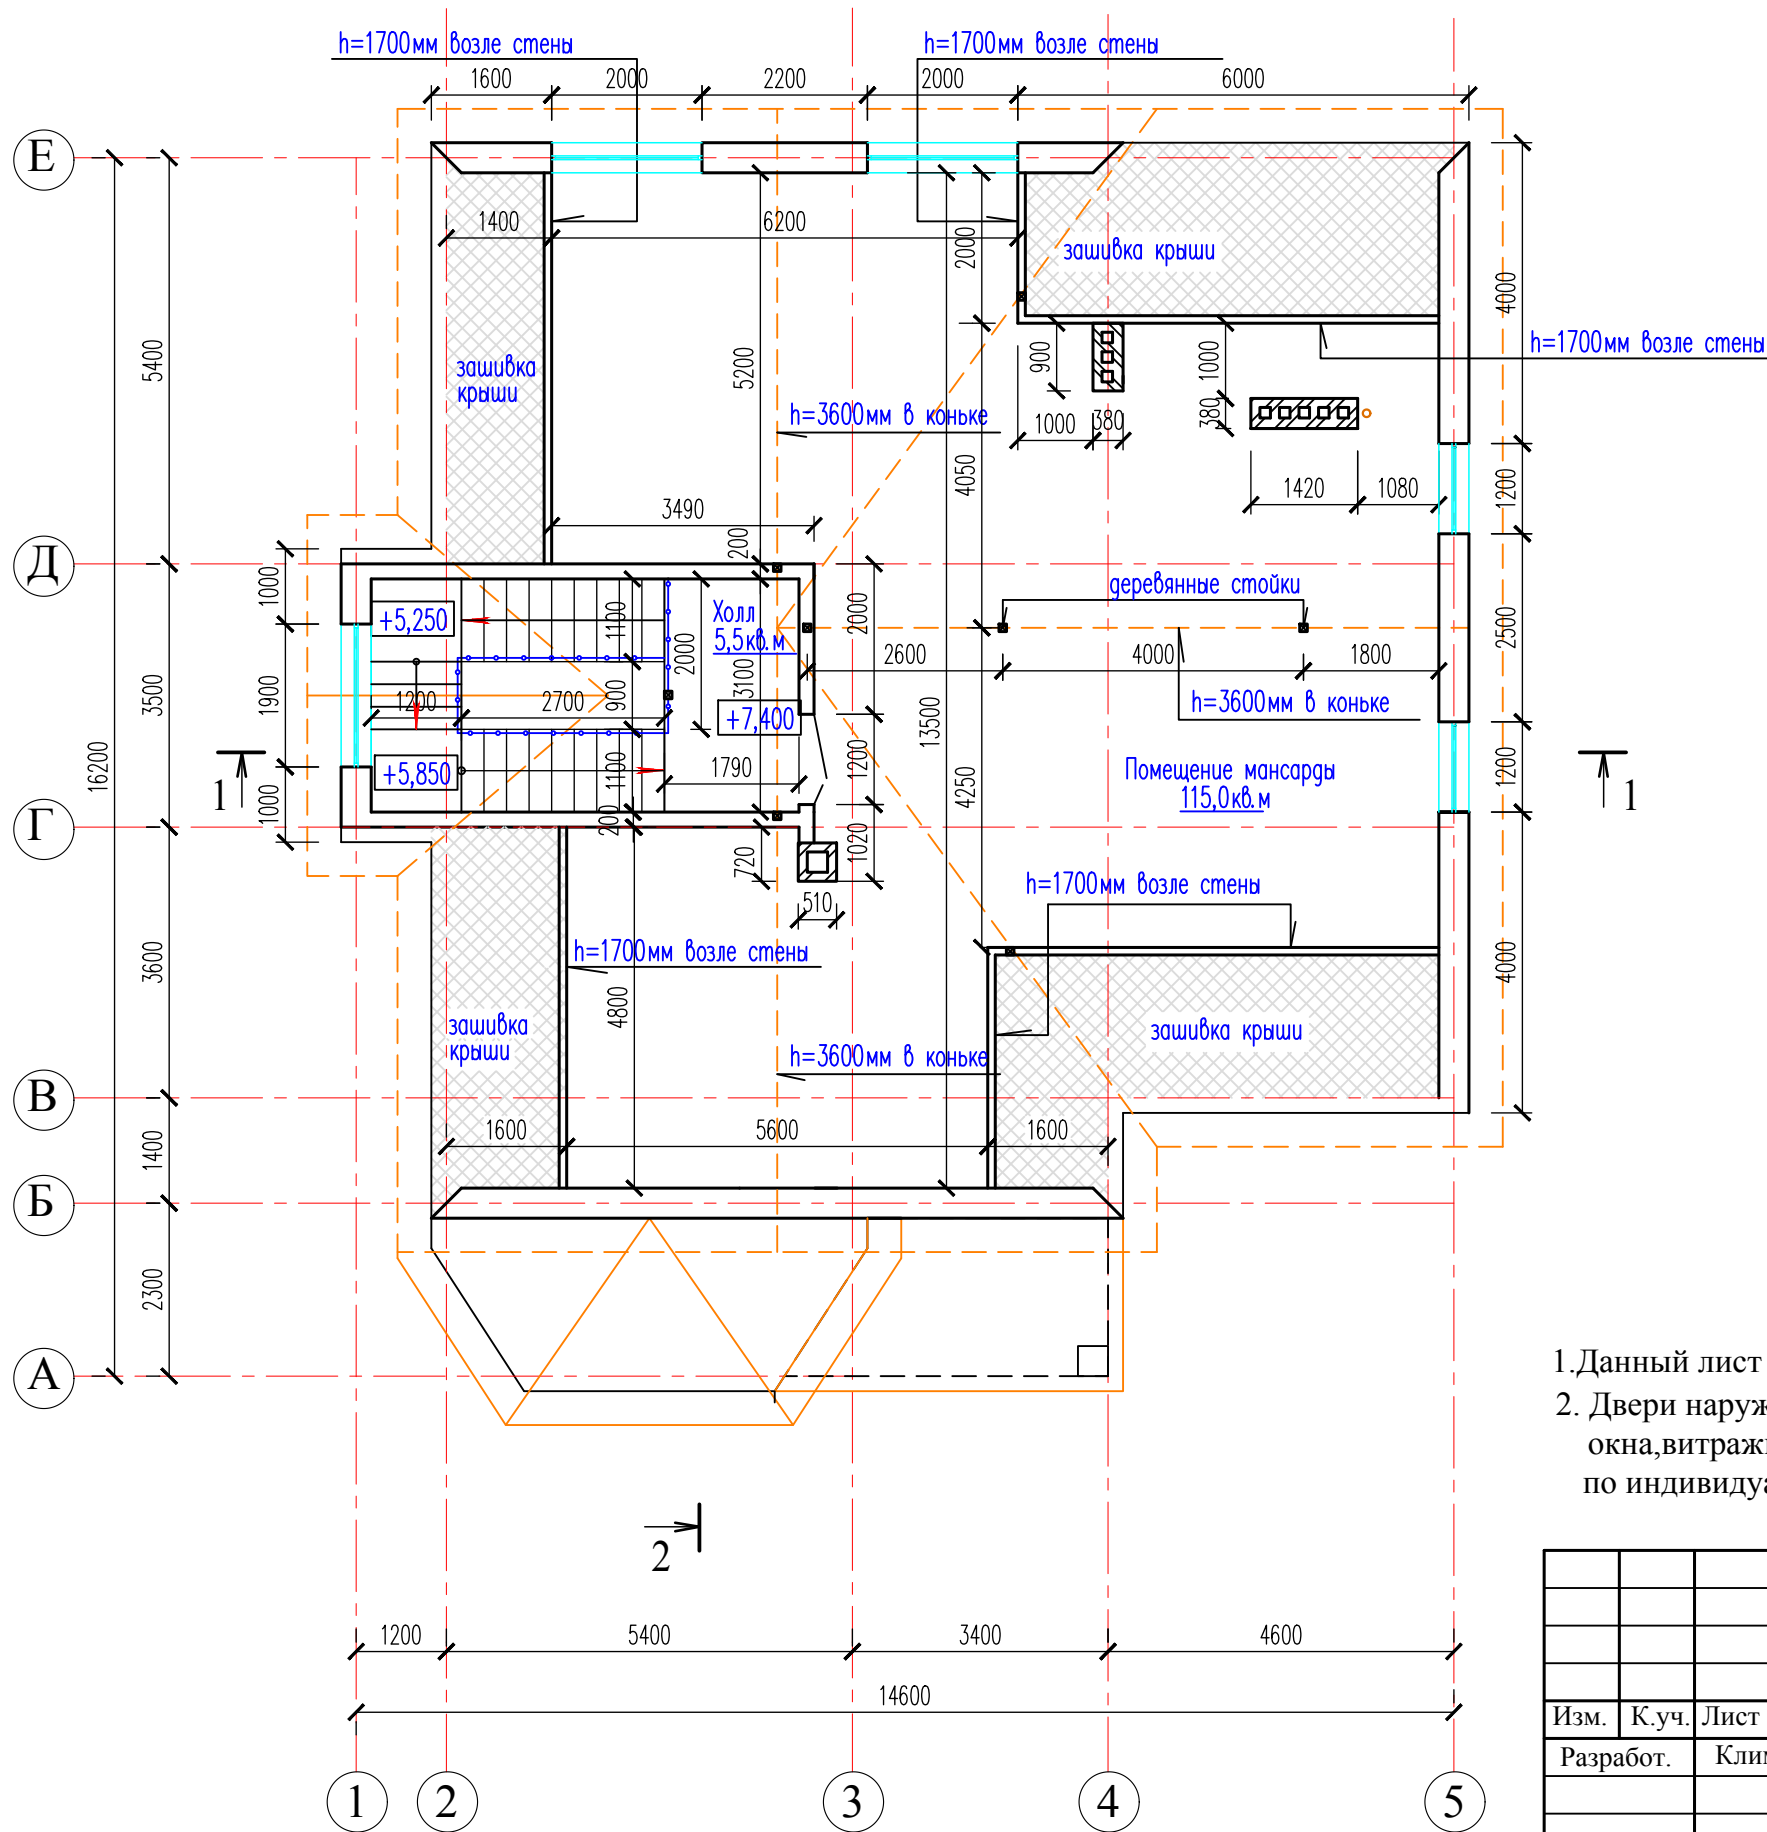 h=1700мм возле стены
h=1700мм возле стены
1600
2000
2200
2000
6000
Е
1400
6200
2000
4000
зашивка крыши
h=1700мм возле стены
5400
5200
зашивка
крыши
900
1000
380
h=3600мм в коньке
1000
380
4050
1420
1080
1200
3490
200
Д
1000
деревянные стойки
+5,250
1100
Холл
5,5кв.м
2000
2000
2500
2600
4000
1800
3500
1900
1200
2700
900
3100
+7,400
h=3600мм в коньке
13500
16200
1
+5,850
1100
1790
1200
4250
Помещение мансарды
115,0кв.м
1200
1
1000
Г
200
720
1020
510
h=1700мм возле стены
3600
h=1700мм возле стены
4000
4800
зашивка
крыши
зашивка крыши
h=3600мм в коньке
В
1400
1600
5600
1600
Б
2300
А
1.Данный лист
2. Двери наруж
окна,витраж
по индивидуа
2
1200
5400
3400
4600
14600
Изм.
К.уч.
Лист
Разработ.
Клим
1
2
3
4
5